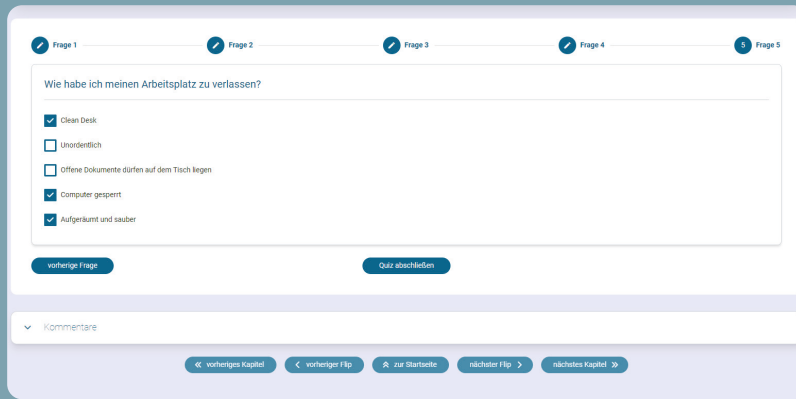 Frage 1 Frage 2 Frage 3 Frage 4 5 Frage 5
Wie habe ich meinen Arbeitsplatz zu verlassen?
Clean Desk
Unordentlich
Offene Dokumente dürfen auf dem Tisch liegen
Computer gesperrt
Aufgeräumt und sauber
vorherige Frage Quiz abschließen
Kommentare
vorheriges Kapitel vorheriger Flip zur Startseite nächster Flip nächstes Kapitel